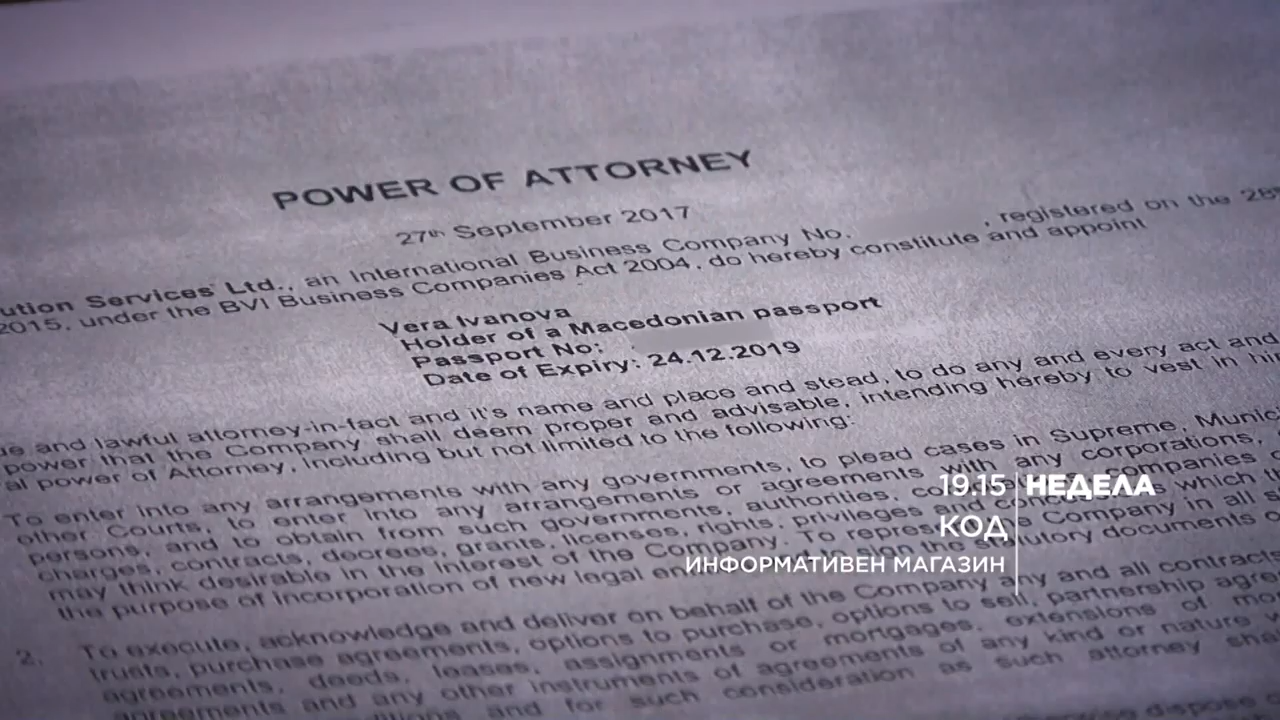 POWER OF ATTORNEY
27th September 2017
ution Services Ltd., an International Business Company No. , registered on the 28
2015, under the BVI Business Companies Act 2004, do hereby constitute and appoint
Vera Ivanova
Holder of a Macedonian passport
Passport No:
Date of Expiry: 24.12.2019
ue and lawful attorney-in-fact and it's name and place and stead, to do any and every act and
power that the Company shall deem proper and advisable, intending hereby to vest in
al power of Attorney, including but not limited to the following:
To enter into any arrangements with any governments, to plead cases in Supreme,
other Courts, to enter into any arrangements or agreements with any corporations,
persons, and to obtain from such governments, authorities, companies
charges, contracts, decrees, grants, licenses, rights, privileges which
may think desirable in the interest of the Company. To Company in all
the purpose of incorporation of new legal documents
2. To execute, acknowledge and deliver on behalf of the Company any and all contracts
trusts, purchase agreements, options to purchase, options to sell, partnership
agreements, deeds, leases, assignments or mortgages, extensions of
agreements and any other instruments of agreements of any kind or nature
and for such consideration as such attorney
dispose
19.15 НЕДЕЛА
КОД
ИНФОРМАТИВЕН МАГАЗИН